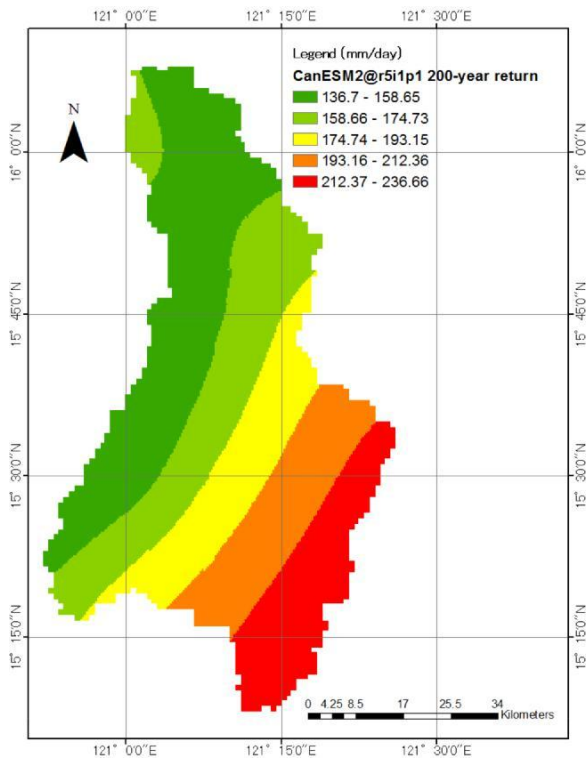 121° 0'0"E 121° 15'0"E 121° 30'0"E
Legend (mm/day)
CanESM2@r5i1p1 200-year return
136.7 - 158.65
158.66 - 174.73
174.74 - 193.15
193.16 - 212.36
212.37 - 236.66
N
16° 0'0"N 16° 0'0"N
15° 45'0"N 15° 45'0"N
15° 30'0"N 15° 30'0"N
15° 15'0"N 15° 15'0"N
0 4.25 8.5 17 25.5 34
Kilometers
121° 0'0"E 121° 15'0"E 121° 30'0"E